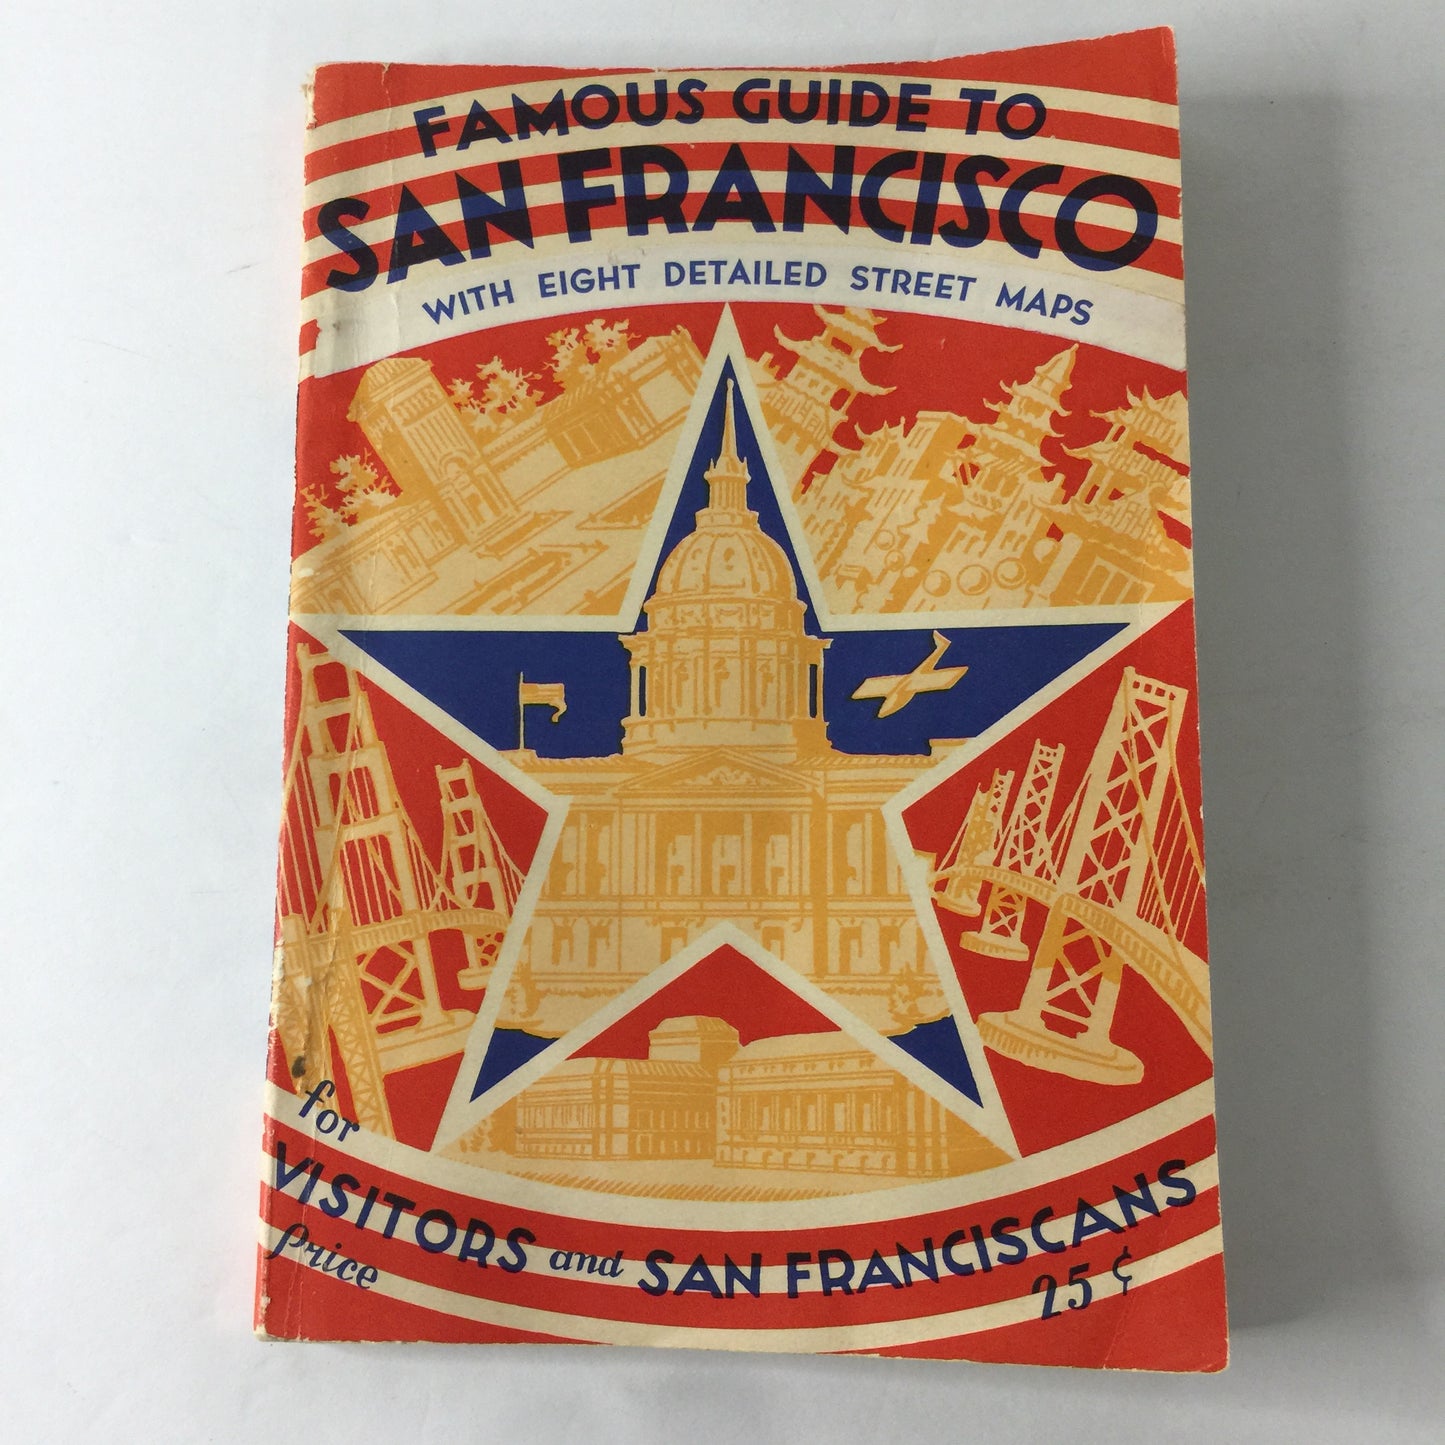 FAMOUS GUIDE TO
SAN FRANCISCO
WITH EIGHT DETAILED STREET MAPS
for
VISITORS and SAN FRANCISCANS
Price 25¢